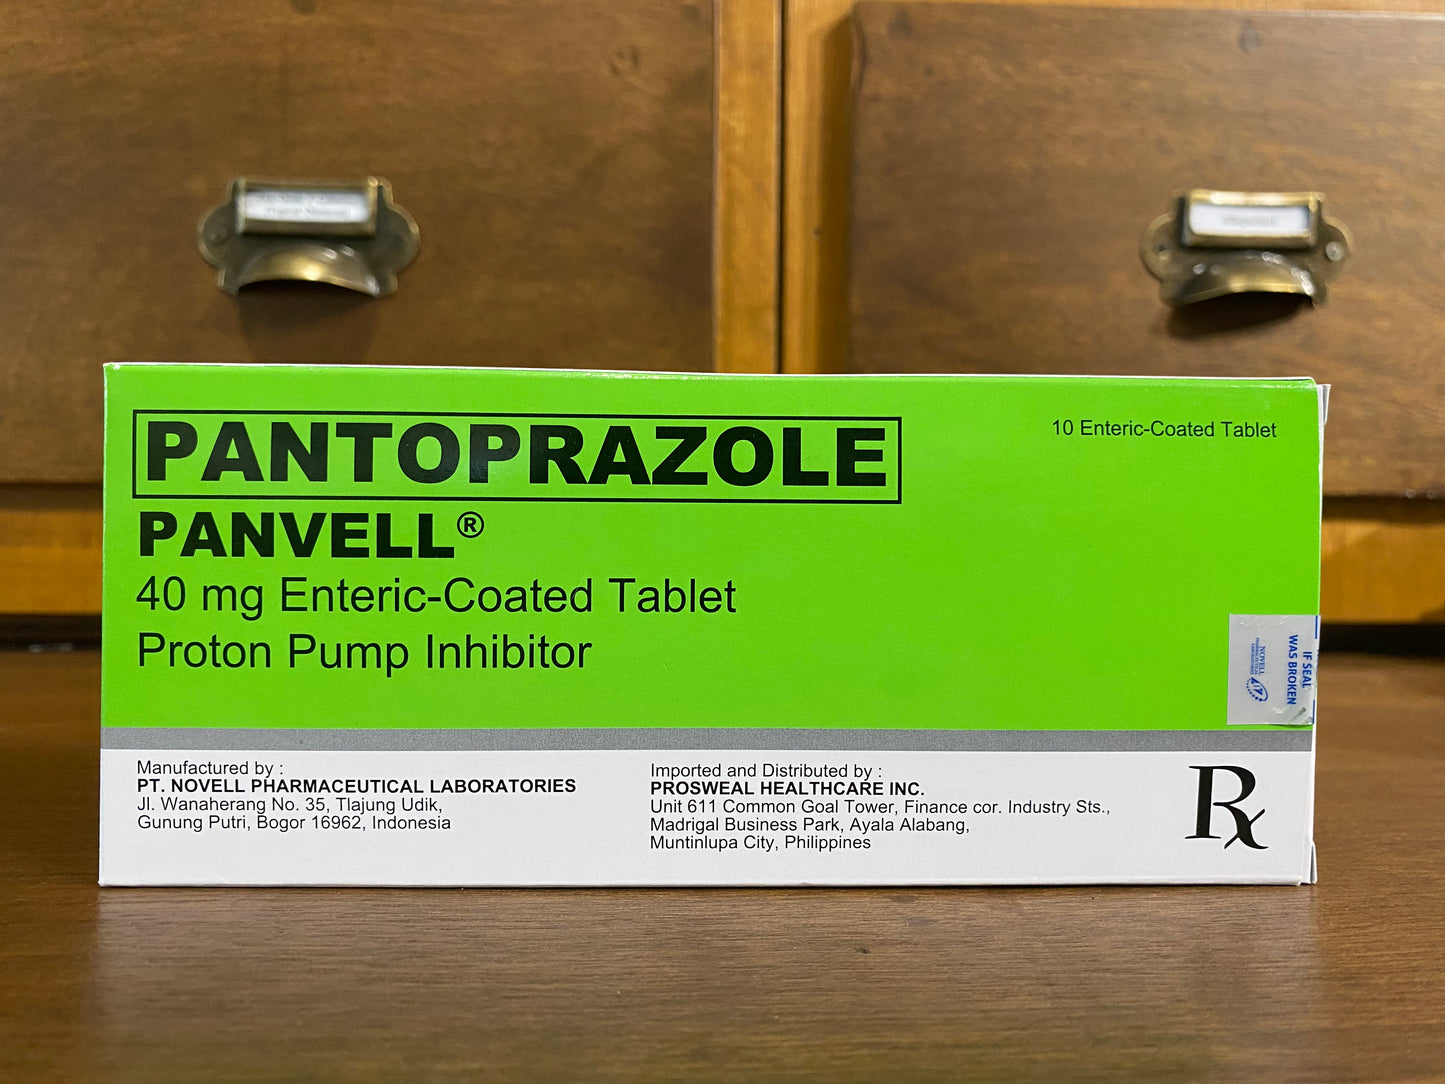 PANTOPRAZOLE
10 Enteric-Coated Tablet
PANVELL®
40 mg Enteric-Coated Tablet
Proton Pump Inhibitor
IF SEAL
WAS BROKEN
NOVELL
PHARMACEUTICAL
LABORATORIES
Manufactured by :
PT. NOVELL PHARMACEUTICAL LABORATORIES
Jl. Wanaherang No. 35, Tlajung Udik,
Gunung Putri, Bogor 16962, Indonesia
Imported and Distributed by :
PROSWEAL HEALTHCARE INC.
Unit 611 Common Goal Tower, Finance cor. Industry Sts.,
Madrigal Business Park, Ayala Alabang,
Muntinlupa City, Philippines
Rx